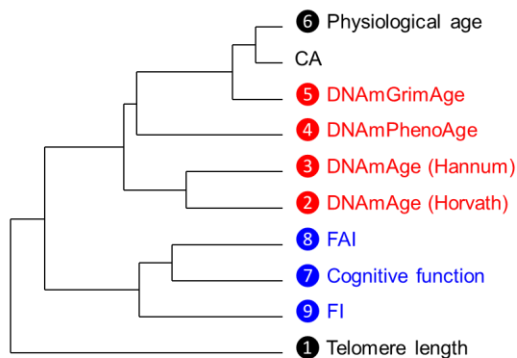 6 Physiological age
CA
5 DNAmGrimAge
4 DNAmPhenoAge
3 DNAmAge (Hannum)
2 DNAmAge (Horvath)
8 FAI
7 Cognitive function
9 FI
1 Telomere length